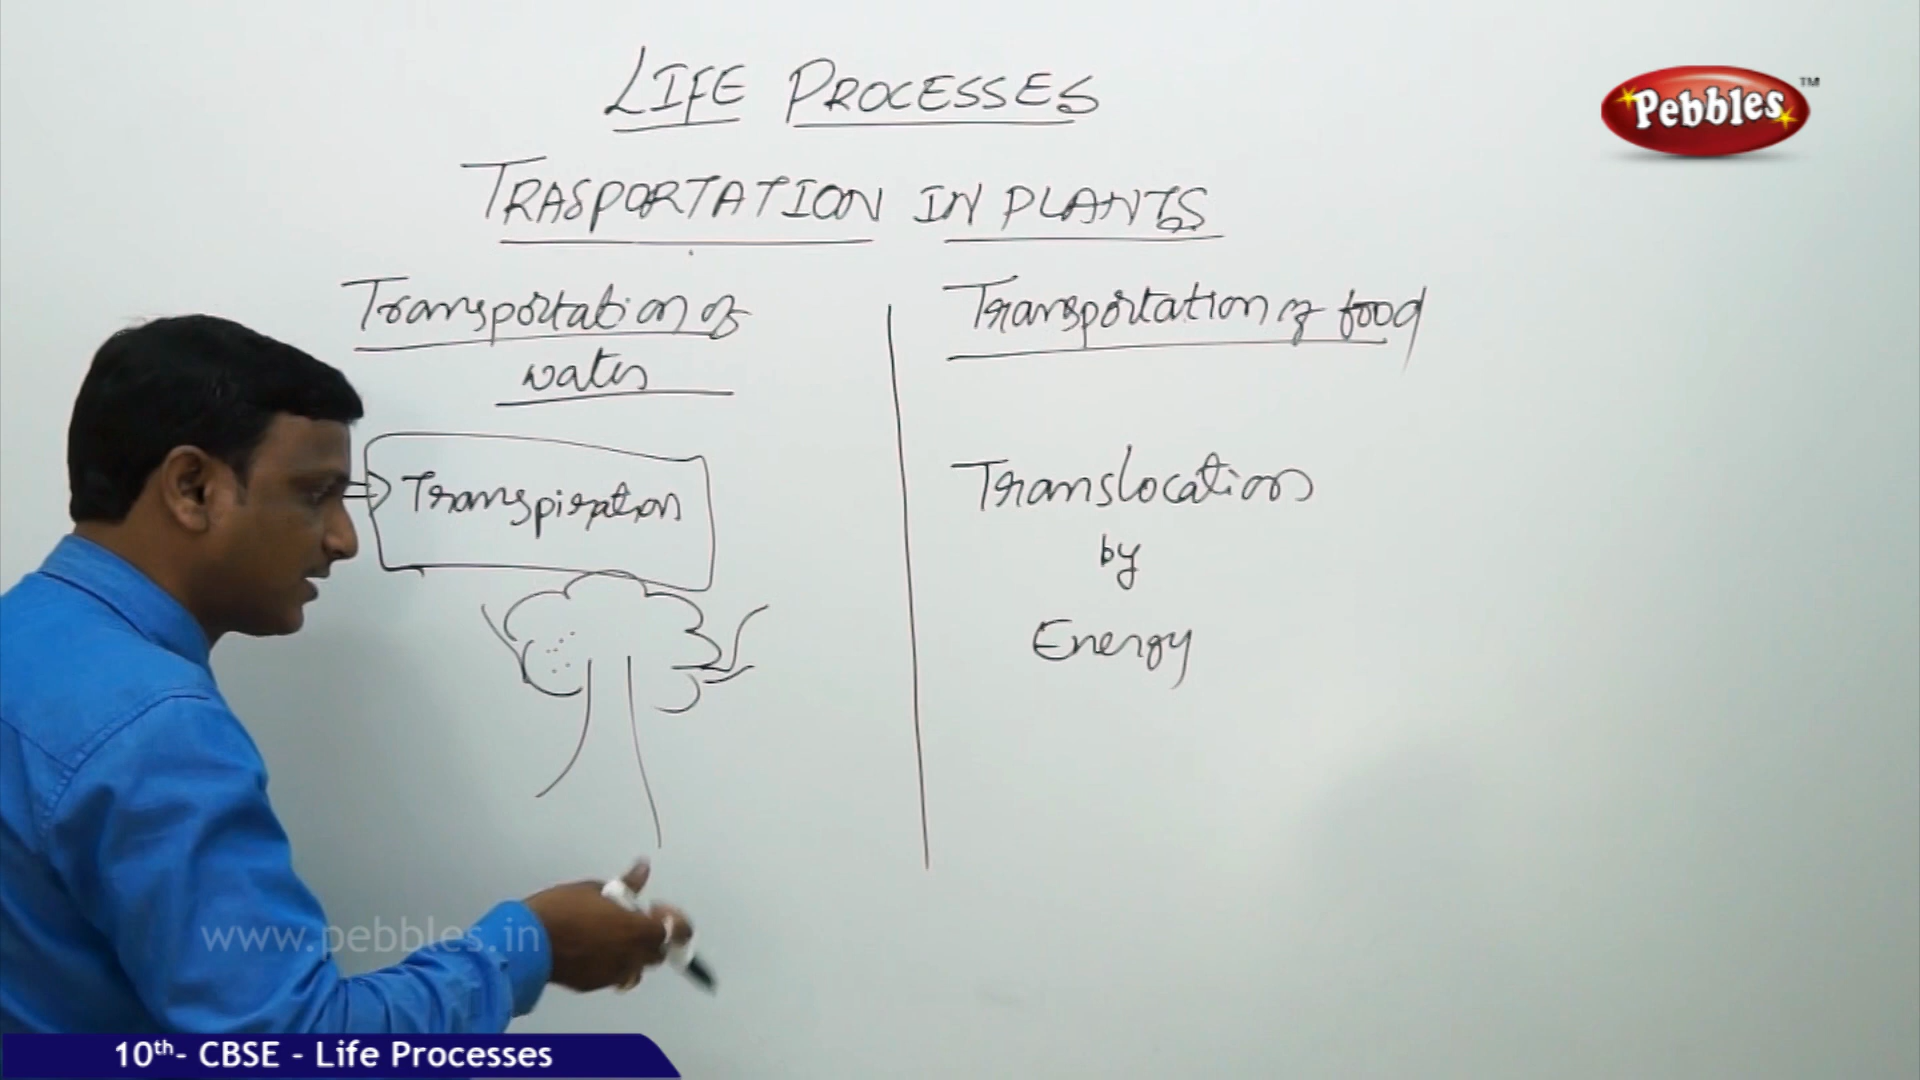 LIFE PROCESSES
Pebbles™
TRASPORTATION IN PLANTS
Transportation of
water
Transpiration
Transportation of food
Translocation
by
Energy
www.pebbles.in
10th- CBSE - Life Processes